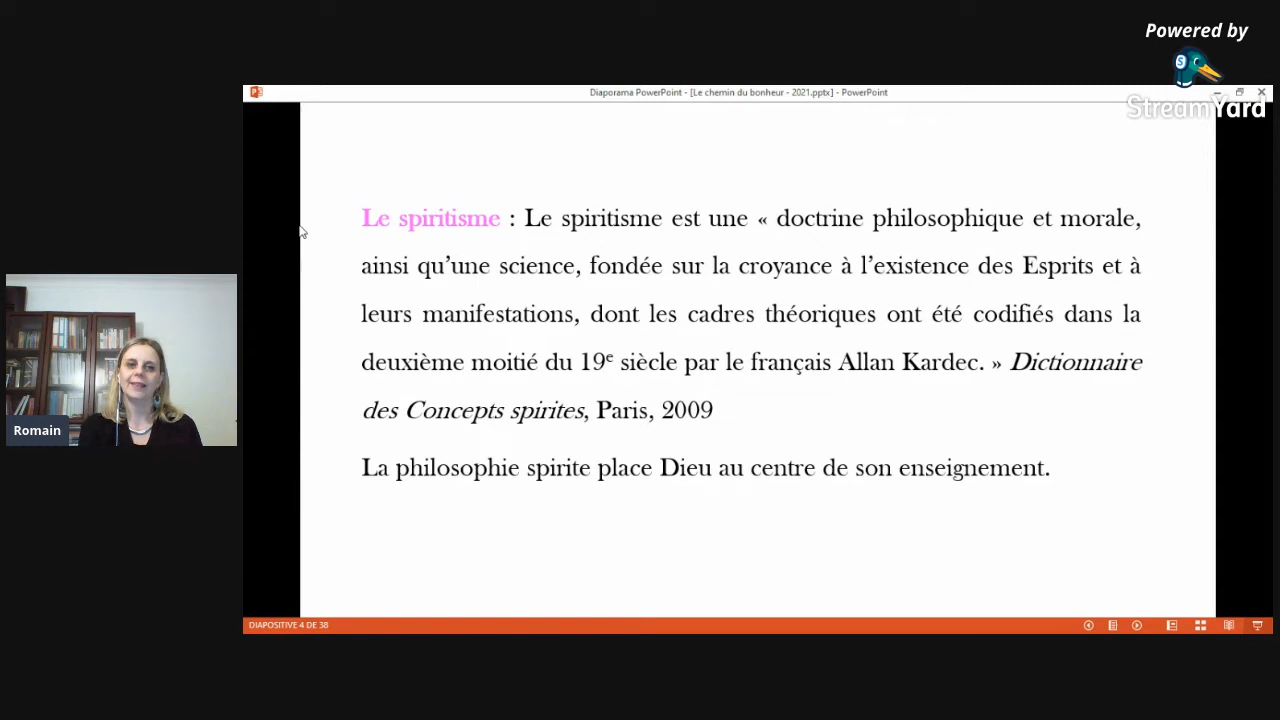 Powered by
StreamYard
Diaporama PowerPoint - [Le chemin du bonheur - 2021.pptx] - PowerPoint
Le spiritisme : Le spiritisme est une « doctrine philosophique et morale,
ainsi qu’une science, fondée sur la croyance à l’existence des Esprits et à
leurs manifestations, dont les cadres théoriques ont été codifiés dans la
deuxième moitié du 19e siècle par le français Allan Kardec. » Dictionnaire
des Concepts spirites, Paris, 2009
La philosophie spirite place Dieu au centre de son enseignement.
Romain
DIAPOSITIVE 4 DE 38